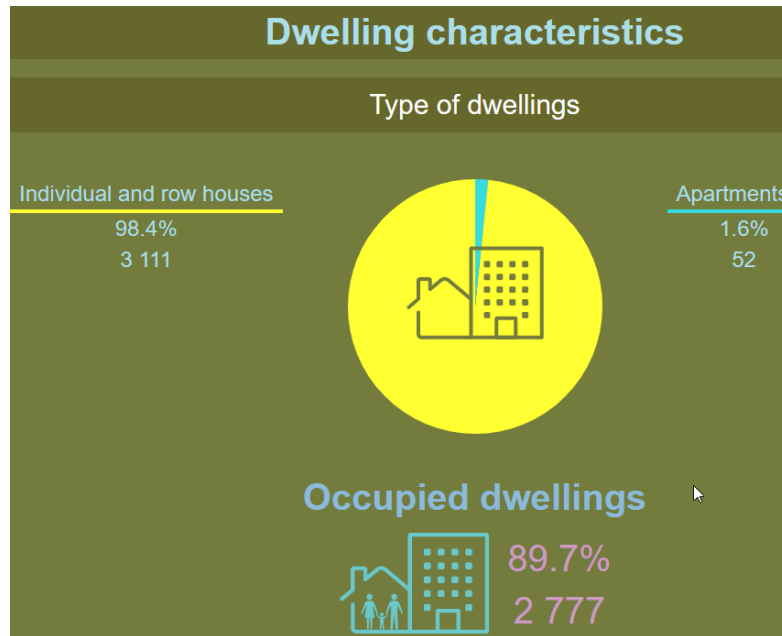 Dwelling characteristics
Type of dwellings
Individual and row houses
98.4%
3 111
Apartments
1.6%
52
Occupied dwellings
89.7%
2 777